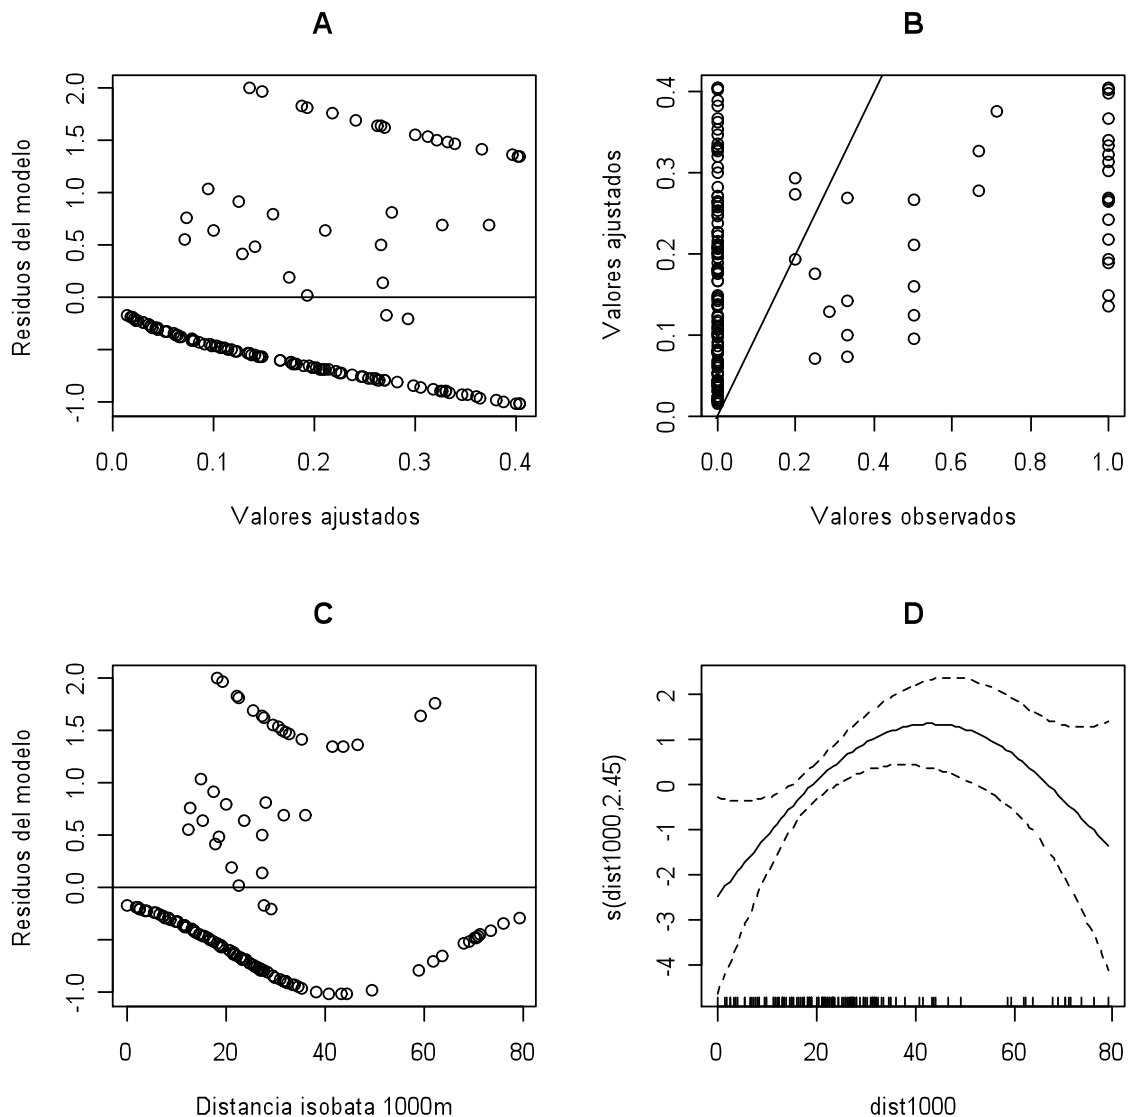 A
Residuos del modelo
2.0
1.5
1.0
0.5
0.0
-1.0
0.0 0.1 0.2 0.3 0.4
Valores ajustados
B
Valores ajustados
0.4
0.3
0.2
0.1
0.0
0.0 0.2 0.4 0.6 0.8 1.0
Valores observados
C
Residuos del modelo
2.0
1.5
1.0
0.5
0.0
-1.0
0 20 40 60 80
Distancia isobata 1000m
D
s(dist1000,2.45)
2
1
0
-1
-2
-3
-4
0 20 40 60 80
dist1000